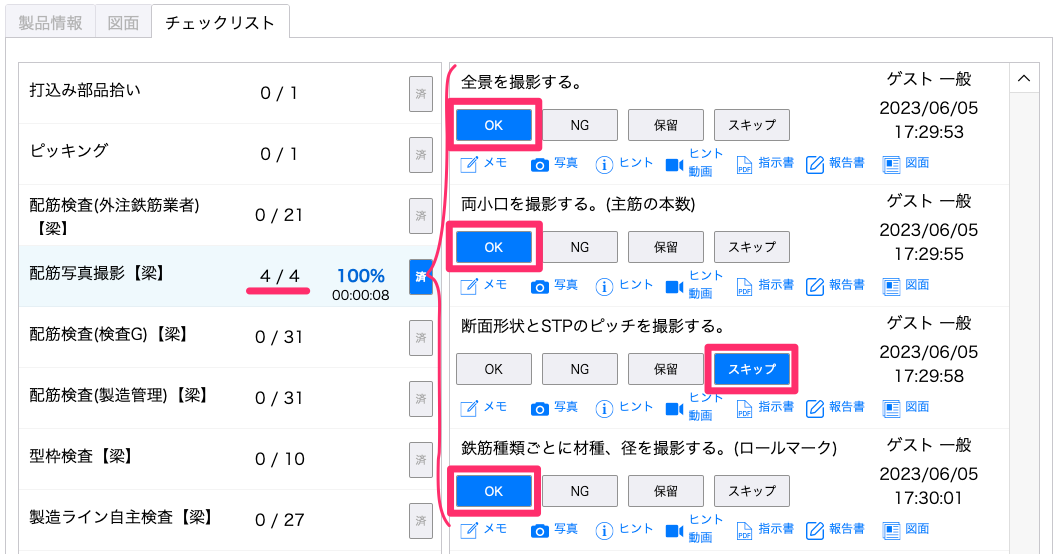 製品情報 図面 チェックリスト
打込み部品拾い 0 / 1 済
ピッキング 0 / 1 済
配筋検査(外注鉄筋業者)
【梁】 0 / 21 済
配筋写真撮影【梁】 4 / 4 100% 済
00:00:08
配筋検査(検査G)【梁】 0 / 31 済
配筋検査(製造管理)【梁】 0 / 31 済
型枠検査【梁】 0 / 10 済
製造ライン自主検査【梁】 0 / 27 済
全景を撮影する。 ゲスト 一般
2023/06/05
17:29:53
OK NG 保留 スキップ
メモ 写真 ヒント ヒント
動画 PDF 指示書 報告書 図面
両小口を撮影する。(主筋の本数) ゲスト 一般
2023/06/05
17:29:55
OK NG 保留 スキップ
メモ 写真 ヒント ヒント
動画 PDF 指示書 報告書 図面
断面形状とSTPのピッチを撮影する。 ゲスト 一般
2023/06/05
17:29:58
OK NG 保留 スキップ
メモ 写真 ヒント ヒント
動画 PDF 指示書 報告書 図面
鉄筋種類ごとに材種、径を撮影する。(ロールマーク) ゲスト 一般
2023/06/05
17:30:01
OK NG 保留 スキップ
メモ 写真 ヒント ヒント
動画 PDF 指示書 報告書 図面